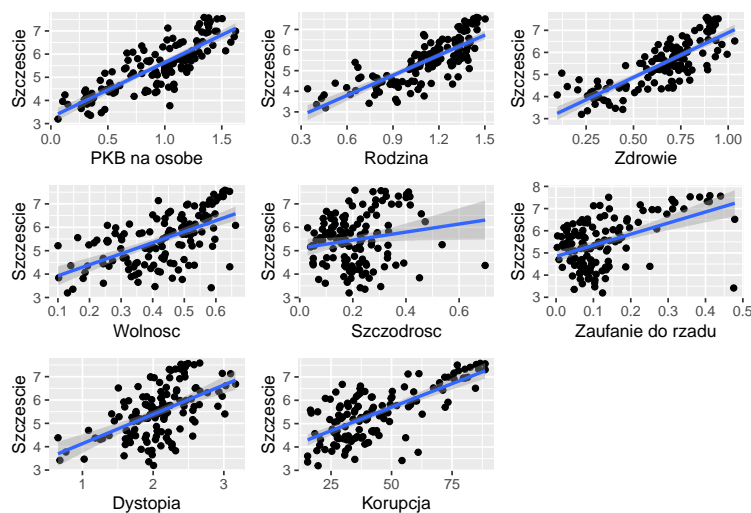 Szczescie
7
6
5
4
3
0.0 0.5 1.0 1.5
PKB na osobe
Szczescie
7
6
5
4
3
0.3 0.6 0.9 1.2 1.5
Rodzina
Szczescie
7
6
5
4
3
0.25 0.50 0.75 1.00
Zdrowie
Szczescie
7
6
5
4
3
0.1 0.2 0.3 0.4 0.5 0.6
Wolnosc
Szczescie
7
6
5
4
3
0.0 0.2 0.4 0.6
Szczodrosc
Szczescie
8
7
6
5
4
3
0.0 0.1 0.2 0.3 0.4 0.5
Zaufanie do rzadu
Szczescie
7
6
5
4
3
1 2 3
Dystopia
Szczescie
7
6
5
4
3
25 50 75
Korupcja